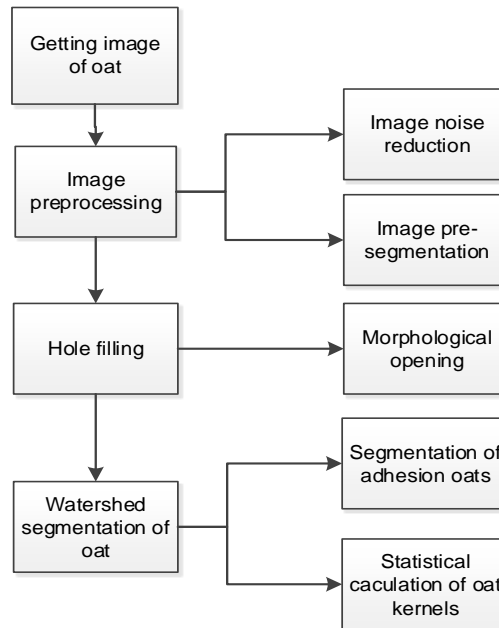 Getting image
of oat
Image
preprocessing
Image noise
reduction
Image pre-
segmentation
Hole filling
Morphological
opening
Watershed
segmentation of
oat
Segmentation of
adhesion oats
Statistical
caculation of oat
kernels